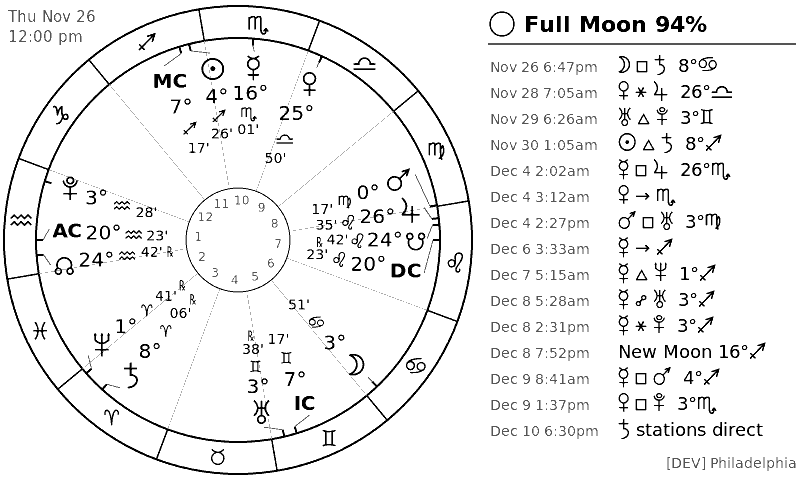 Thu Nov 26
12:00 pm
Full Moon 94%
Nov 26 6:47pm ☽ □ ♄ 8°♋
Nov 28 7:05am ♀ ⚹ ♃ 26°♎
Nov 29 6:26am ♅ △ ♇ 3°♊
Nov 30 1:05am ☉ △ ♄ 8°♐
Dec 4 2:02am ☿ □ ♃ 26°♏
Dec 4 3:12am ♀ → ♏
Dec 4 2:27pm ♂ □ ♅ 3°♍
Dec 6 3:33am ☿ → ♐
Dec 7 5:15am ☿ △ ♆ 1°♐
Dec 8 5:28am ☿ ☍ ♅ 3°♐
Dec 8 2:31pm ☿ ⚹ ♇ 3°♐
Dec 8 7:52pm New Moon 16°♐
Dec 9 8:41am ☿ □ ♂ 4°♐
Dec 9 1:37pm ♀ □ ♇ 3°♏
Dec 10 6:30pm ♄ stations direct
[DEV] Philadelphia
♏
♎
♍
♌
♋
♊
♉
♈
♓
♒
♑
♐
MC 7° ♐ 17'
☉ 4° ♐ 26'
☿ 16° ♏ 01'
♀ 25° ♎ 50'
♂ 0° ♍ 17'
♃ 26° ♌ 35'
☋ 24° ♌ 42' ℞
DC 20° ♌ 23'
☽ 3° ♋ 51'
IC 7° ♊ 17'
♅ 3° ♊ 38' ℞
♄ 8° ♈ 06' ℞
♆ 1° ♈ 41' ℞
☊ 24° ♒ 42' ℞
AC 20° ♒ 23'
♇ 3° ♒ 28'
1
2
3
4
5
6
7
8
9
10
11
12